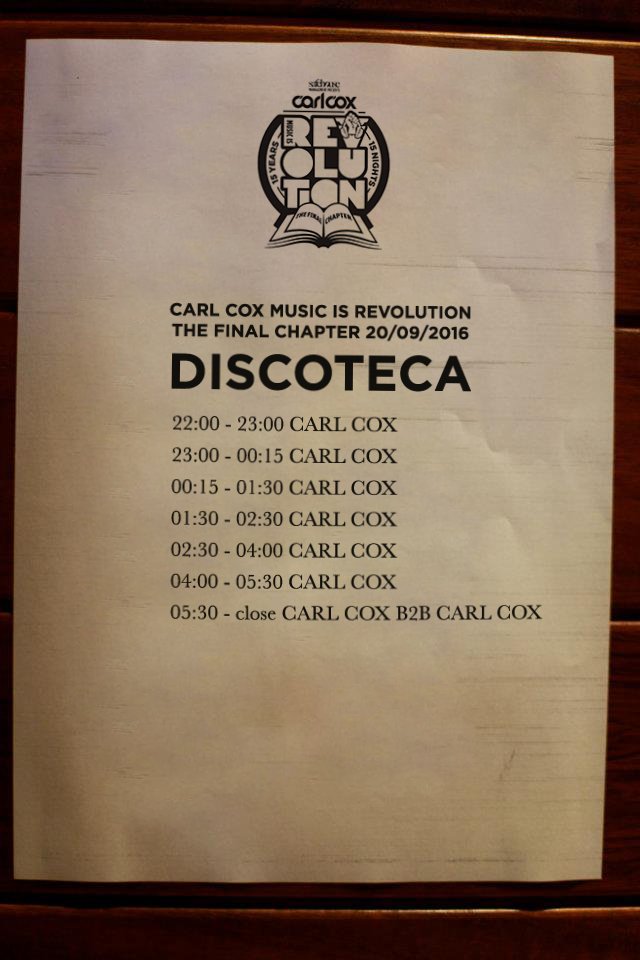 safehouse
carl cox
MUSIC IS
REV
OLU
TION
15 YEARS
15 NIGHTS
THE FINAL CHAPTER
CARL COX MUSIC IS REVOLUTION
THE FINAL CHAPTER 20/09/2016
DISCOTECA
22:00 - 23:00 CARL COX
23:00 - 00:15 CARL COX
00:15 - 01:30 CARL COX
01:30 - 02:30 CARL COX
02:30 - 04:00 CARL COX
04:00 - 05:30 CARL COX
05:30 - close CARL COX B2B CARL COX